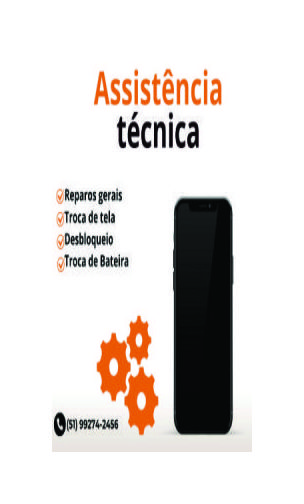 Assistência
técnica
Reparos gerais
Troca de tela
Desbloqueio
Troca de Bateira
(51) 99274-2456